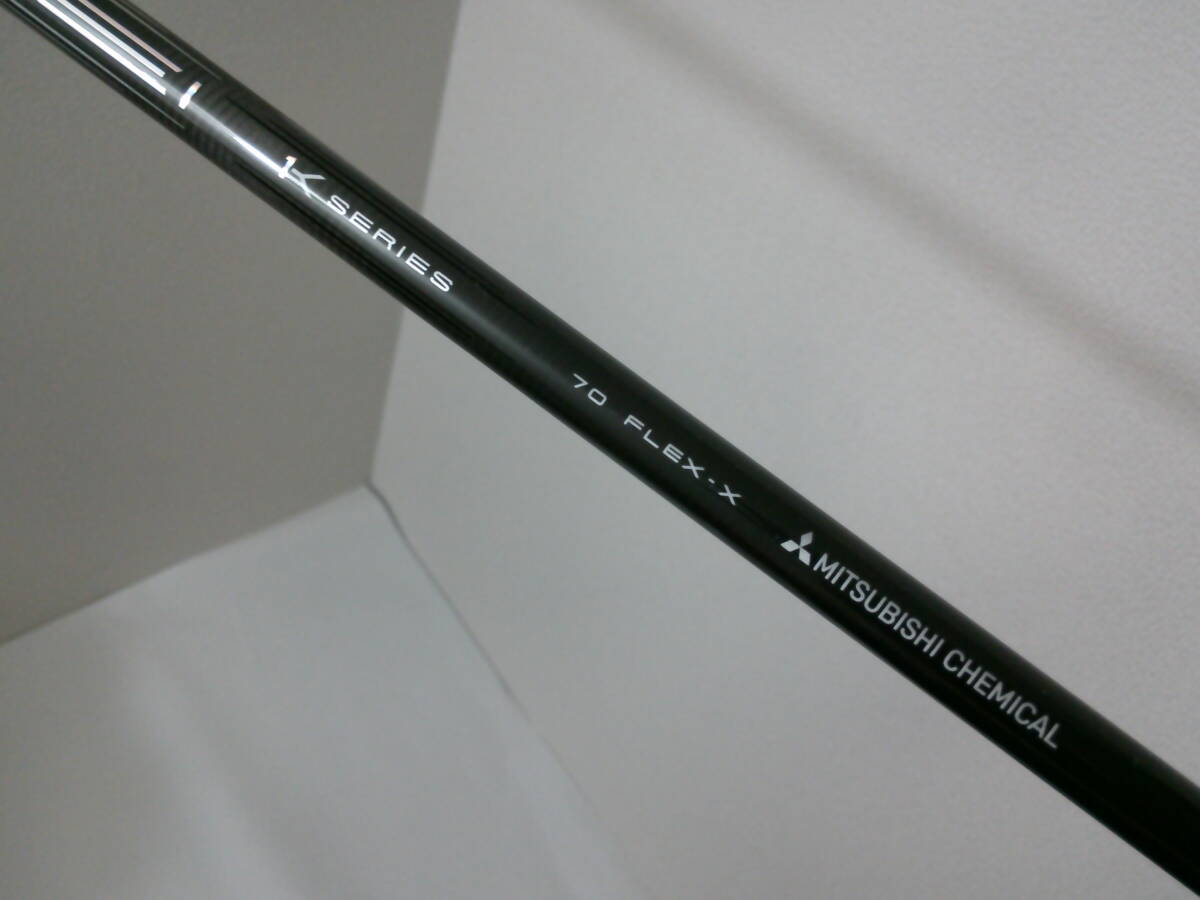 1K SERIES
70 FLEX-X
MITSUBISHI CHEMICAL